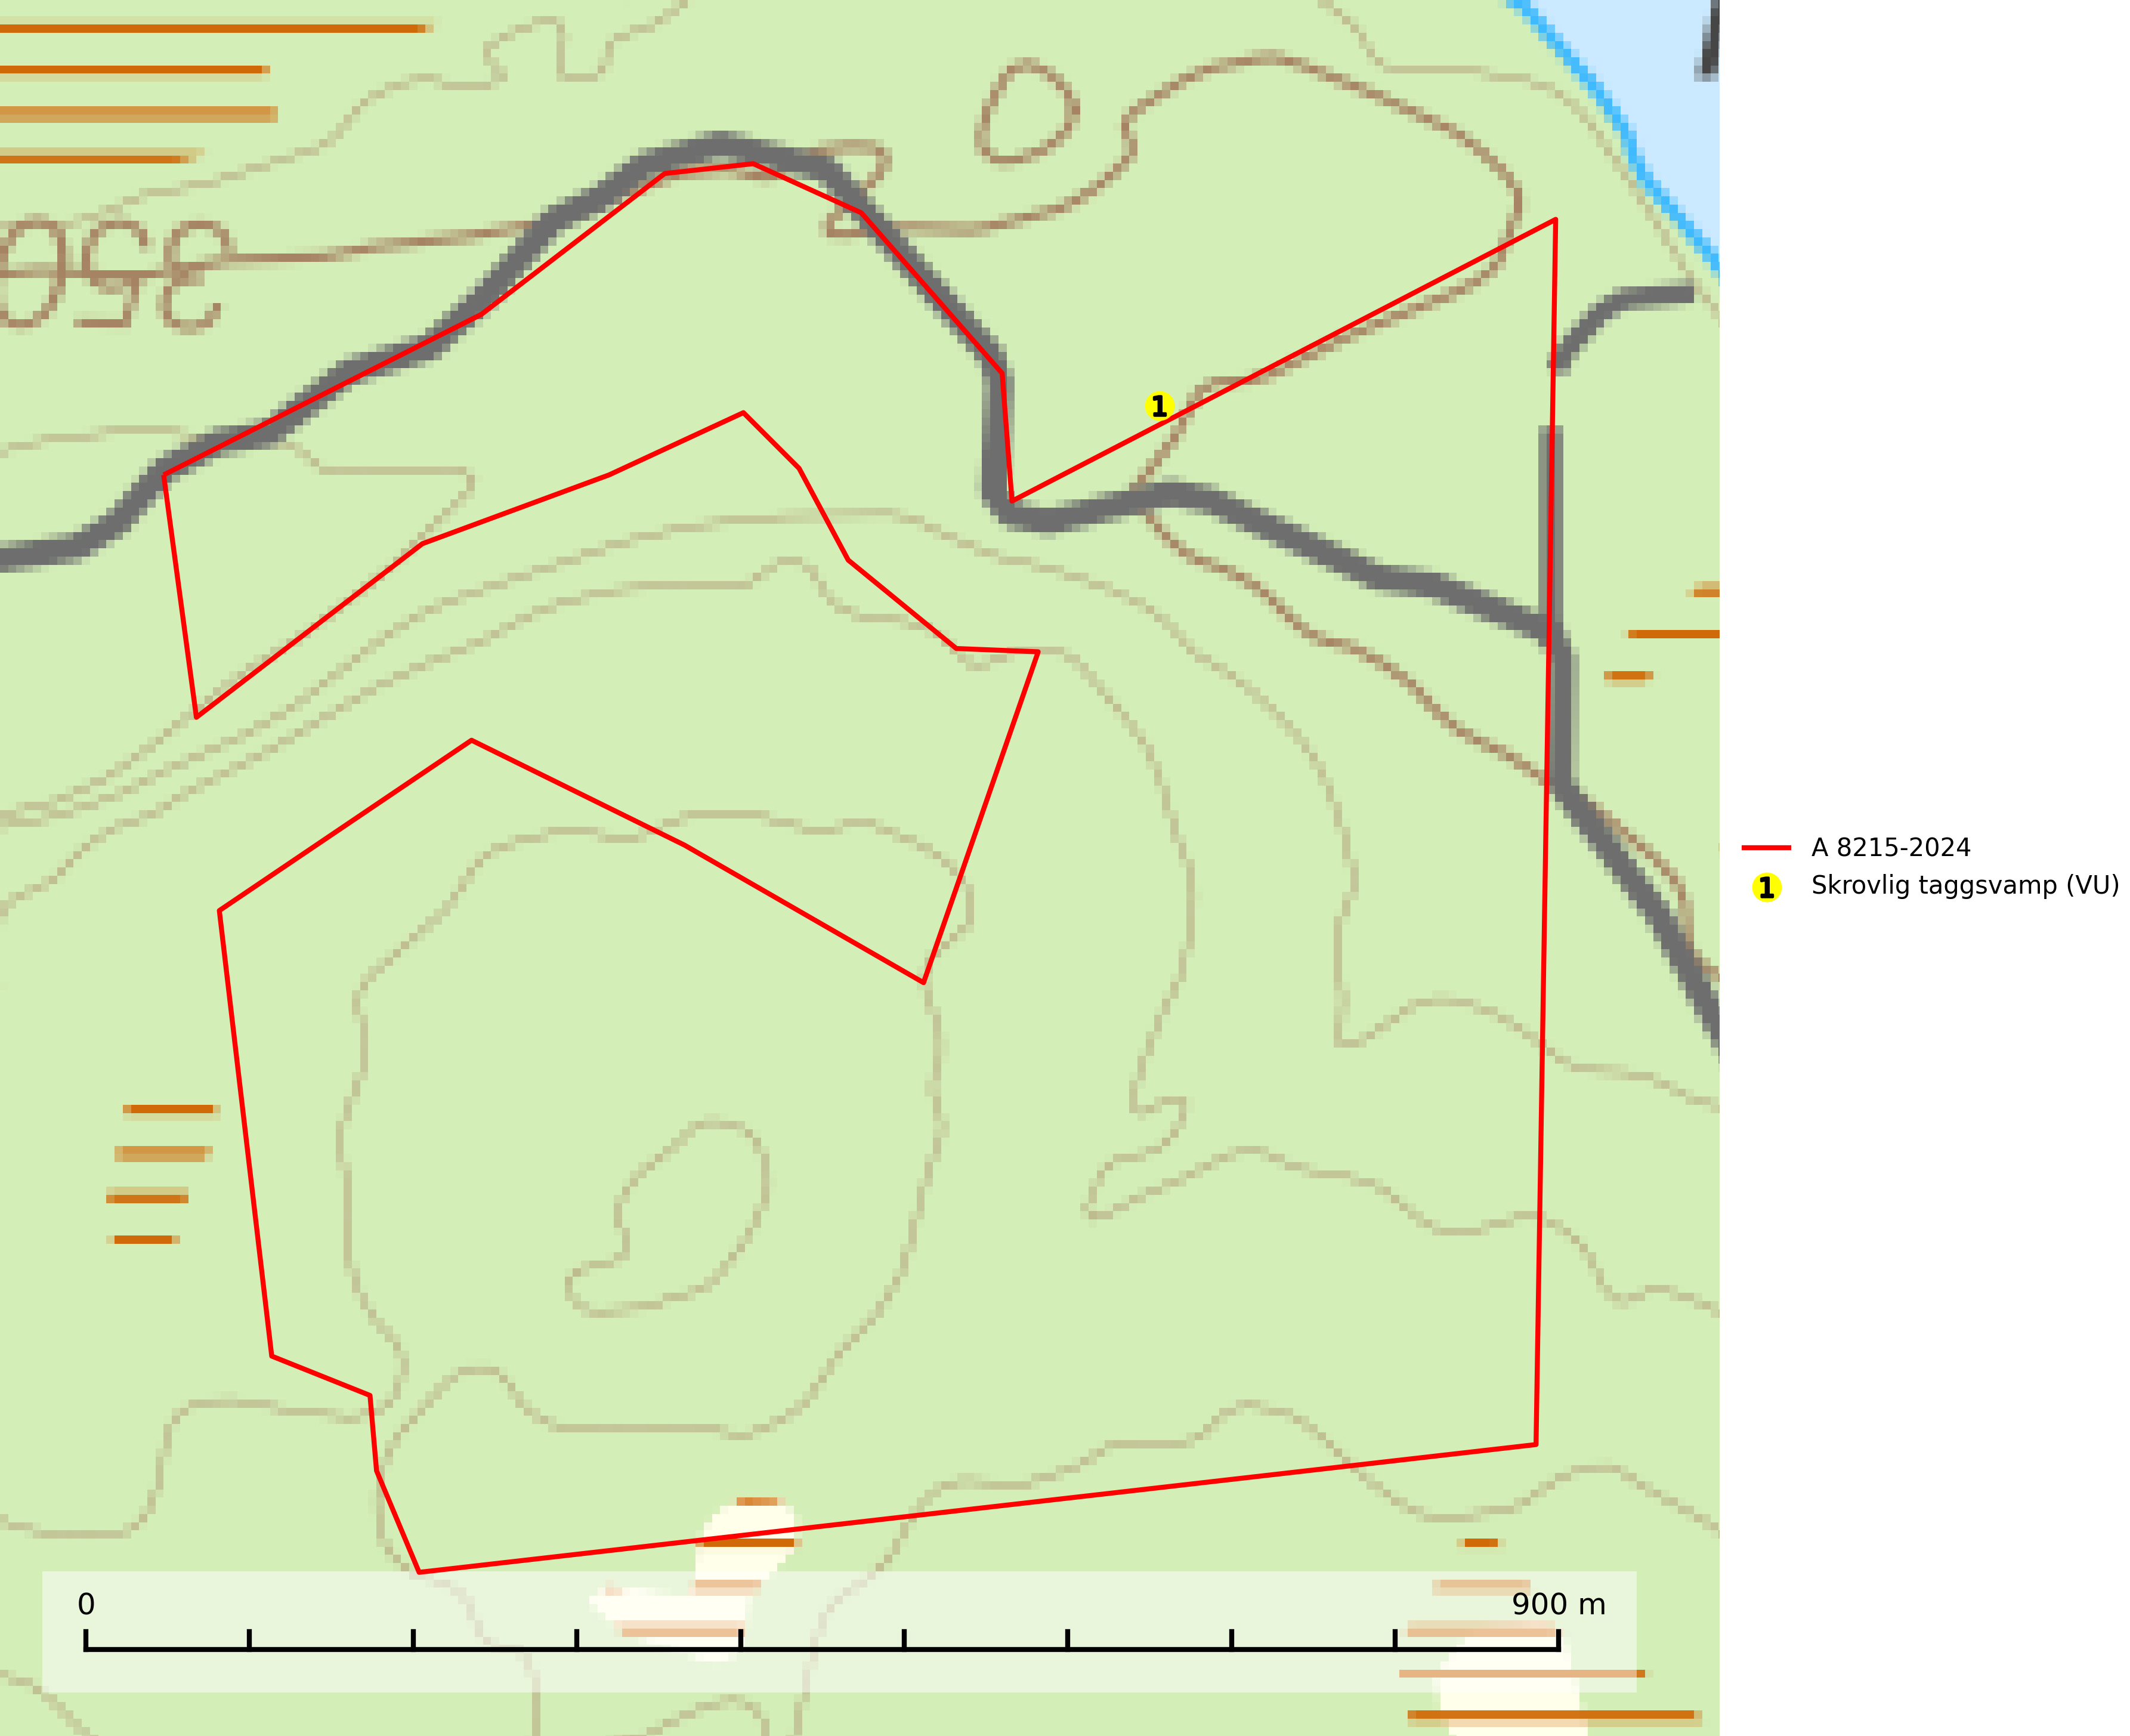 350
1
A 8215-2024
1 Skrovlig taggsvamp (VU)
0 900 m